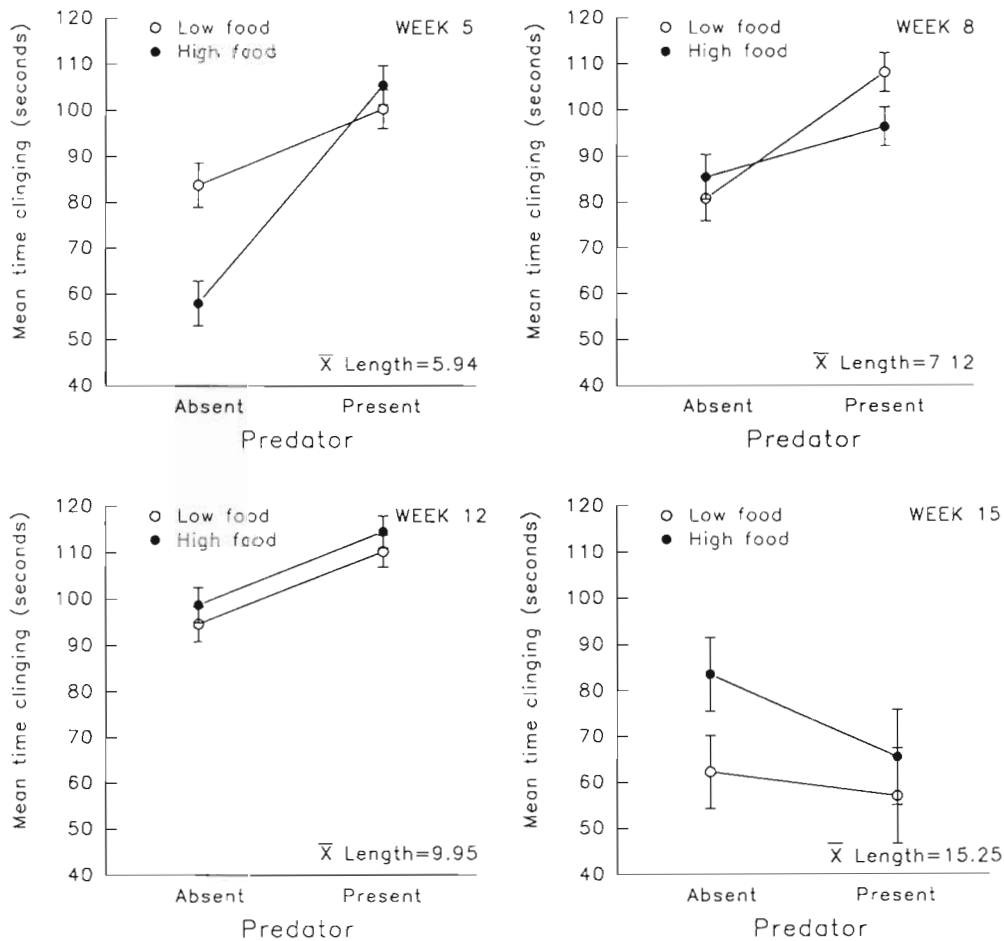 Mean time clinging (seconds)
120
110
100
90
80
70
60
50
40
Low food
High food
WEEK 5
X̅ Length=5.94
Absent Present
Predator
Mean time clinging (seconds)
120
110
100
90
80
70
60
50
40
Low food
High food
WEEK 8
X̅ Length=7 12
Absent Present
Predator
Mean time clinging (seconds)
120
110
100
90
80
70
60
50
40
Low food
High food
WEEK 12
X̅ Length=9.95
Absent Present
Predator
Mean time clinging (seconds)
120
110
100
90
80
70
60
50
40
Low food
High food
WEEK 15
X̅ Length=15.25
Absent Present
Predator